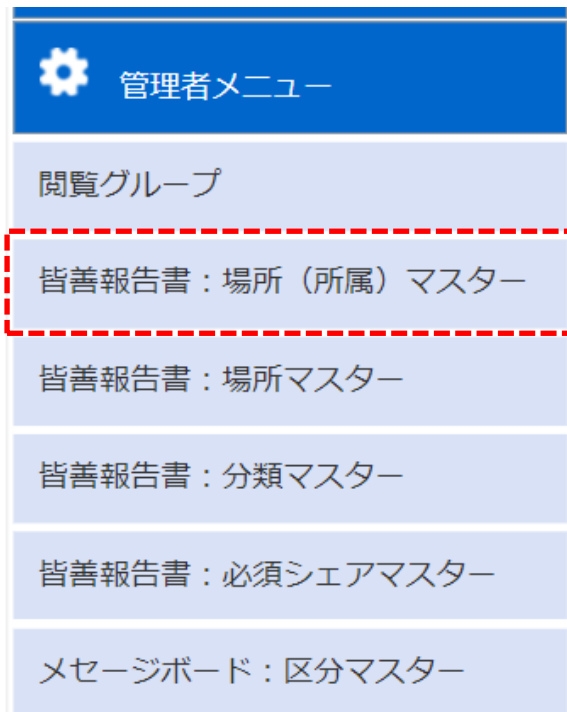 管理者メニュー
閲覧グループ
皆善報告書：場所（所属）マスター
皆善報告書：場所マスター
皆善報告書：分類マスター
皆善報告書：必須シェアマスター
メセージボード：区分マスター